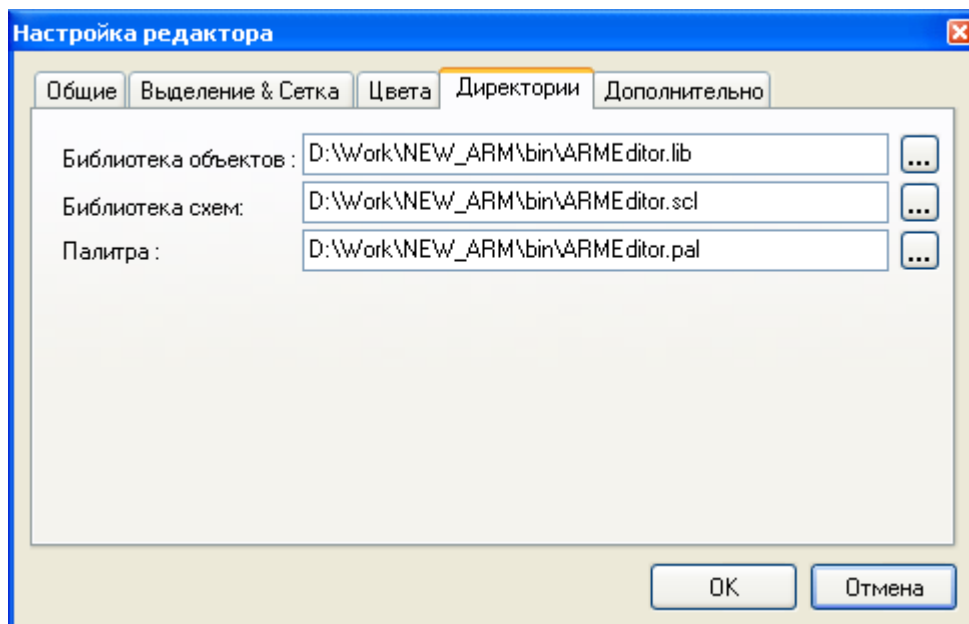 Настройка редактора
Общие Выделение & Сетка Цвета Директории Дополнительно
Библиотека объектов : D:\Work\NEW_ARM\bin\ARMEditor.lib ...
Библиотека схем: D:\Work\NEW_ARM\bin\ARMEditor.scl ...
Палитра : D:\Work\NEW_ARM\bin\ARMEditor.pal ...
OK Отмена